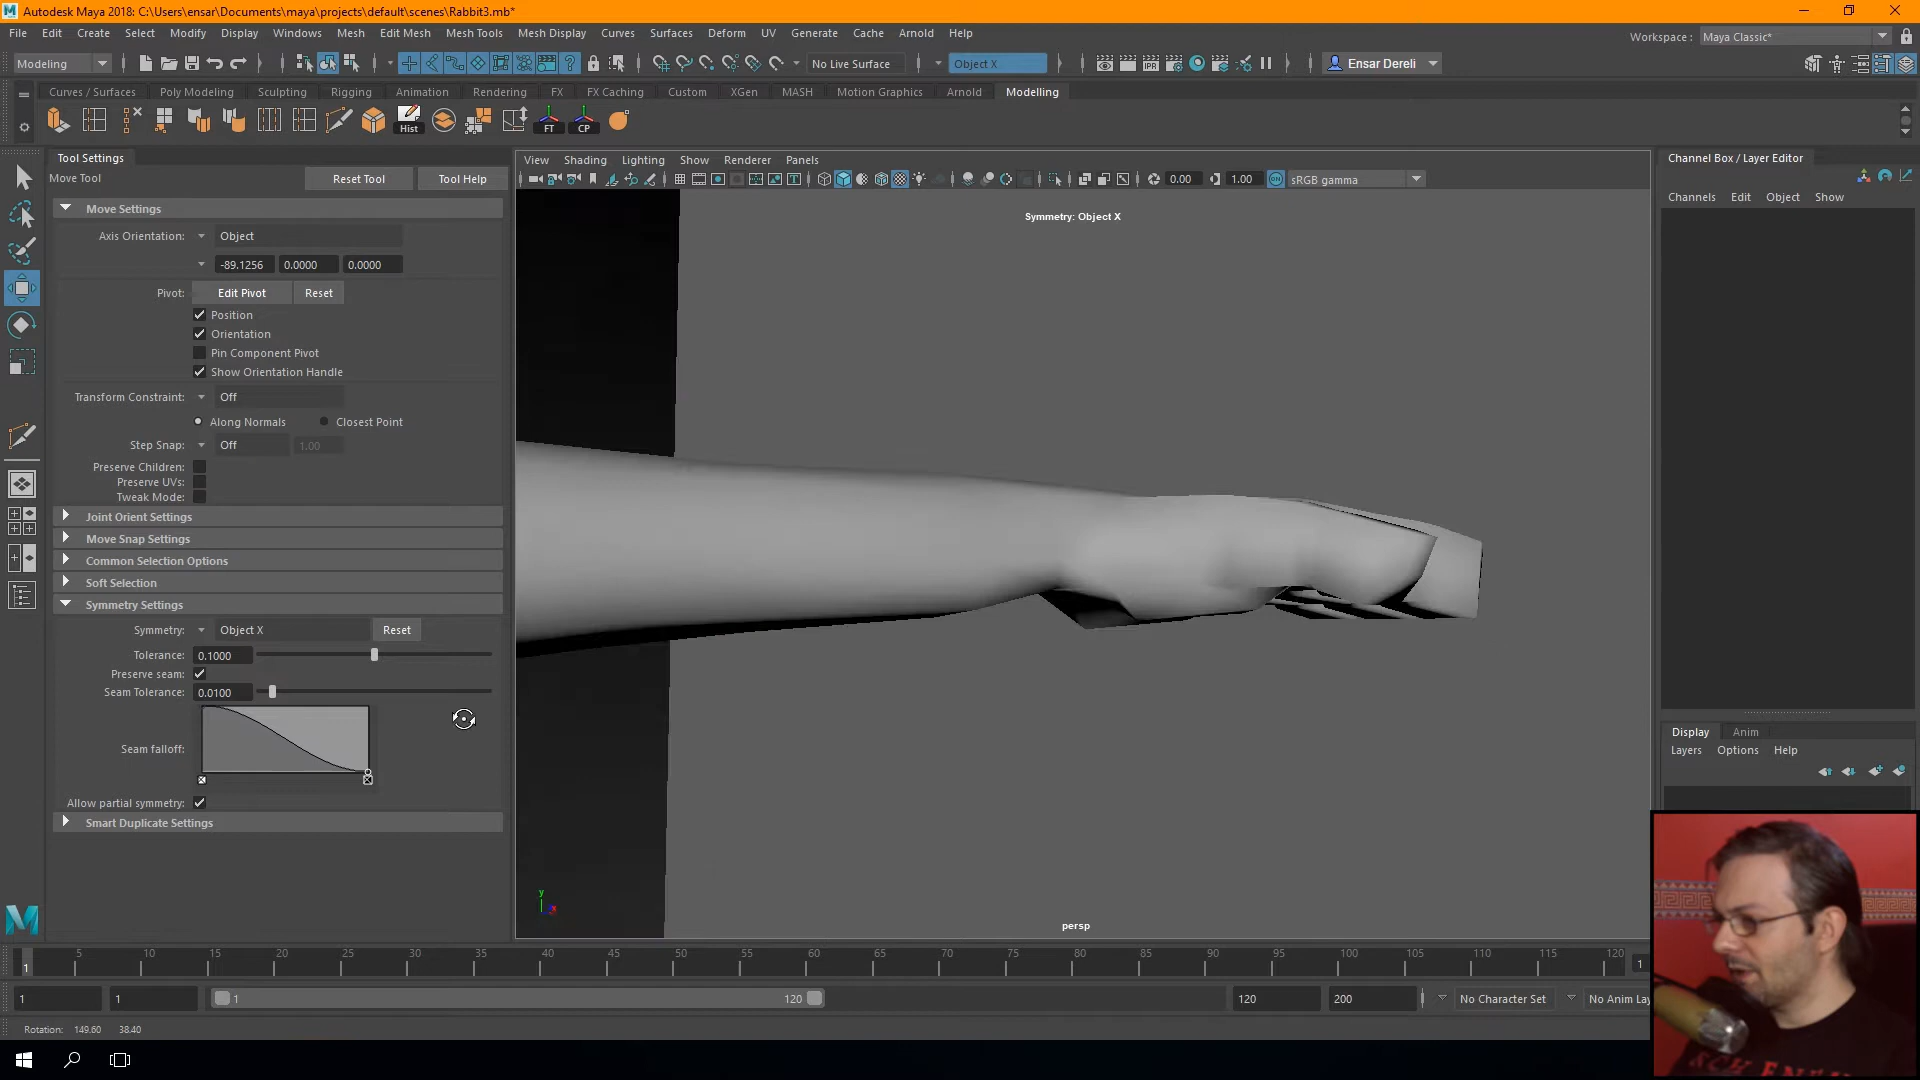 Autodesk Maya 2018: C:\Users\ensar\Documents\maya\projects\default\scenes\Rabbit3.mb*
File Edit Create Select Modify Display Windows Mesh Edit Mesh Mesh Tools Mesh Display Curves Surfaces Deform UV Generate Cache Arnold Help
Workspace : Maya Classic*
Modeling No Live Surface Object X Ensar Dereli
Curves / Surfaces Poly Modeling Sculpting Rigging Animation Rendering FX FX Caching Custom XGen MASH Motion Graphics Arnold Modelling
Hist FT CP
IPR
Tool Settings
Move Tool Reset Tool Tool Help
Move Settings
Axis Orientation: Object
-89.1256 0.0000 0.0000
Pivot: Edit Pivot Reset
Position
Orientation
Pin Component Pivot
Show Orientation Handle
Transform Constraint: Off
Along Normals Closest Point
Step Snap: Off 1.00
Preserve Children:
Preserve UVs:
Tweak Mode:
Joint Orient Settings
Move Snap Settings
Common Selection Options
Soft Selection
Symmetry Settings
Symmetry: Object X Reset
Tolerance: 0.1000
Preserve seam:
Seam Tolerance: 0.0100
Seam falloff:
Allow partial symmetry:
Smart Duplicate Settings
View Shading Lighting Show Renderer Panels
0.00 1.00 ON sRGB gamma
Symmetry: Object X
y
x
persp
Channel Box / Layer Editor
Channels Edit Object Show
Display Anim
Layers Options Help
1 5 10 15 20 25 30 35 40 45 50 55 60 65 70 75 80 85 90 95 100 105 110 115 120 1
1 1 1 120 120 200 No Character Set No Anim Lay
Rotation: 149.60 38.40